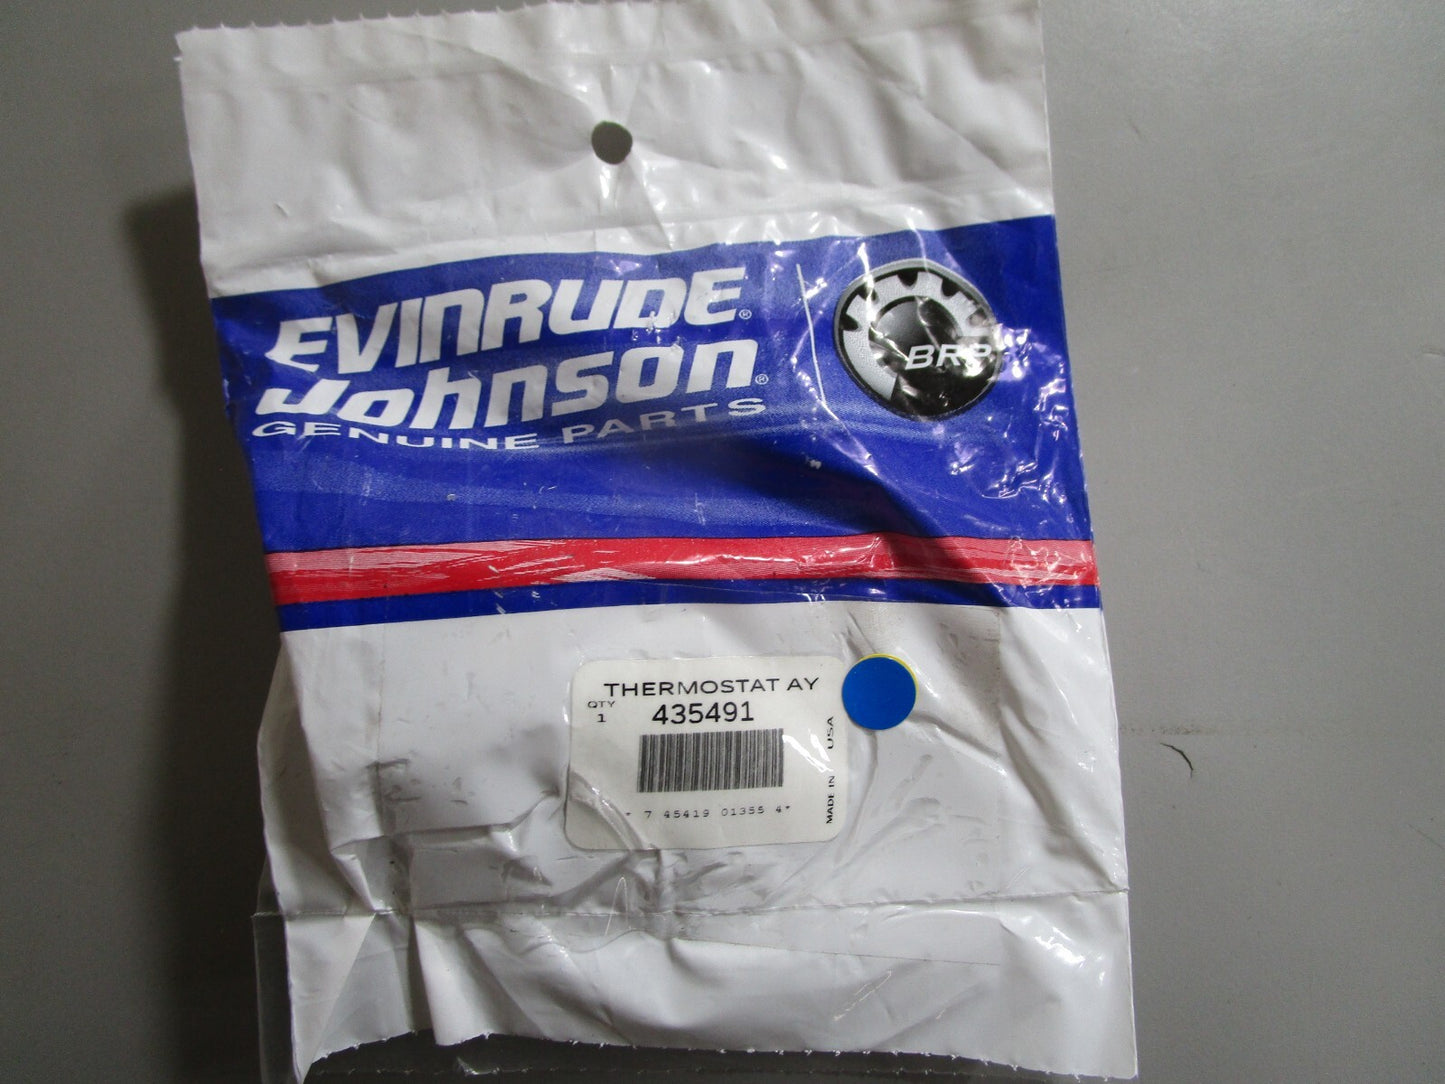 EVINRUDE®
Johnson®
GENUINE PARTS
BRP
THERMOSTAT AY
QTY
1
435491
* 7 45419 01355 4*
MADE IN USA